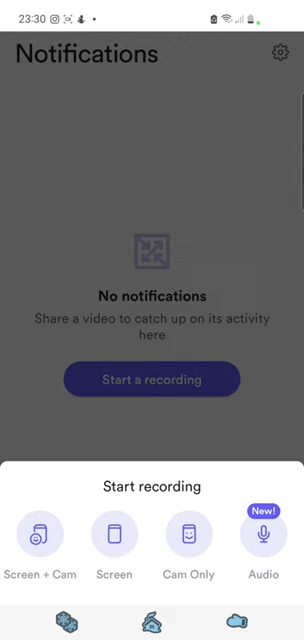 23:30
Notifications
No notifications
Share a video to catch up on its activity
here
Start a recording
Start recording
New!
Screen + Cam
Screen
Cam Only
Audio